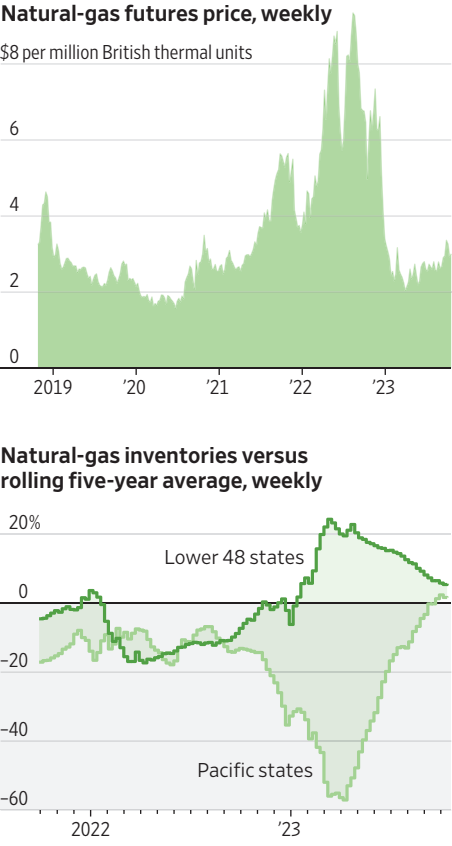 Natural-gas futures price, weekly
$8 per million British thermal units
6
4
2
0
2019 ’20 ’21 ’22 ’23
Natural-gas inventories versus
rolling five-year average, weekly
20%
Lower 48 states
0
–20
–40
Pacific states
–60
2022 ’23